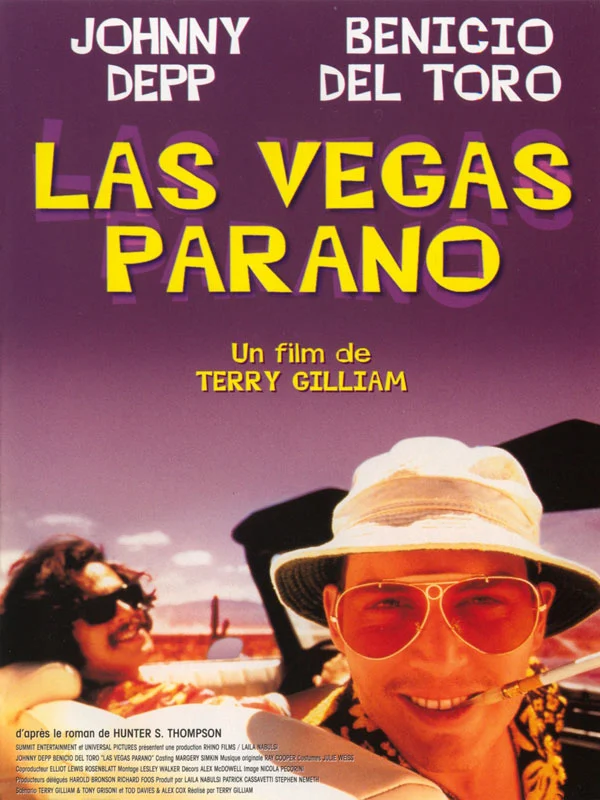 JOHNNY BENICIO
DEPP DEL TORO
LAS VEGAS
PARANO
Un film de
TERRY GILLIAM
d'après le roman de HUNTER S. THOMPSON
SUMMIT ENTERTAINMENT et UNIVERSAL PICTURES présentent une production RHINO FILMS / LAILA NABULSI
JOHNNY DEPP BENICIO DEL TORO "LAS VEGAS PARANO" Casting MARGERY SIMKIN Musique originale RAY COOPER Costumes JULIE WEISS
Coproducteur ELLIOT LEWIS ROSENBLATT Montage LESLEY WALKER Décors ALEX McDOWELL Image NICOLA PECORINI
Producteurs délégués HAROLD BRONSON RICHARD FOOS Produit par LAILA NABULSI PATRICK CASSAVETTI STEPHEN NEMETH
Scénario TERRY GILLIAM & TONY GRISONI et TOD DAVIES & ALEX COX Réalisé par TERRY GILLIAM